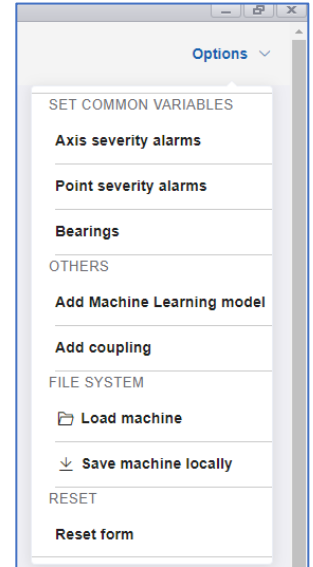 Options
SET COMMON VARIABLES
Axis severity alarms
Point severity alarms
Bearings
OTHERS
Add Machine Learning model
Add coupling
FILE SYSTEM
Load machine
Save machine locally
RESET
Reset form